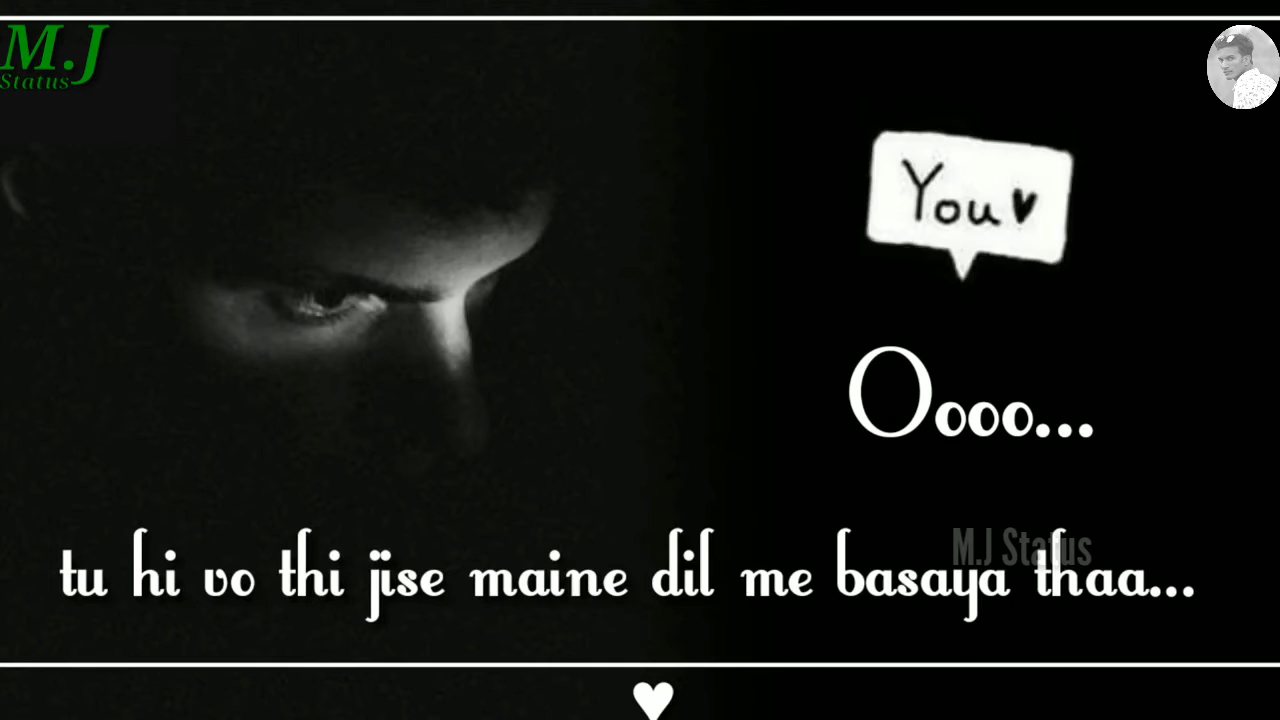 M.J
Status
You♥
Oooo...
M.J Status
tu hi vo thi jise maine dil me basaya thaa...